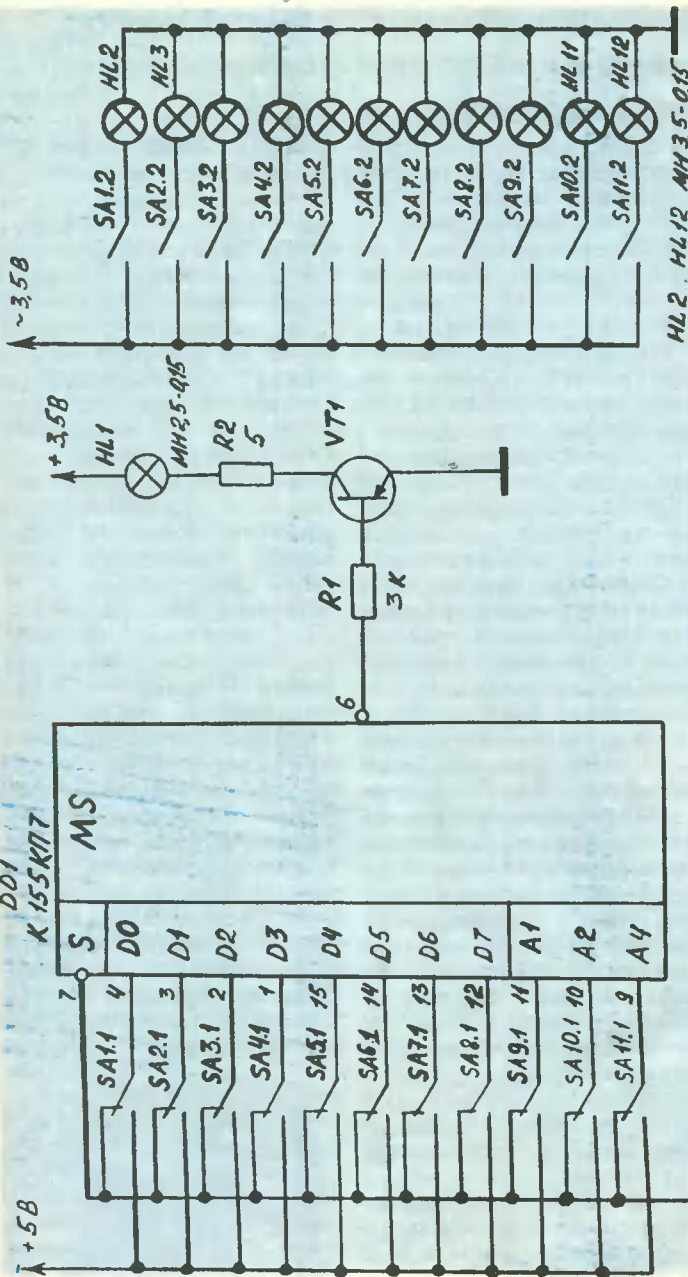 +5В
DD1
К155КП7
S
MS
7
SA1.1
4
D0
SA2.1
3
D1
SA3.1
2
D2
SA4.1
1
D3
SA5.1
15
D4
SA6.1
14
D5
SA7.1
13
D6
SA8.1
12
D7
SA9.1
11
A1
SA10.1
10
A2
SA11.1
9
A4
6
R1
3К
+3,5В
HL1
МН2,5-0,15
R2
5
VT1
~3,5В
SA1.2
HL2
SA2.2
HL3
SA3.2
SA4.2
SA5.2
SA6.2
SA7.2
SA8.2
SA9.2
SA10.2
HL11
SA11.2
HL12
HL2. HL12 МН3.5-0,15